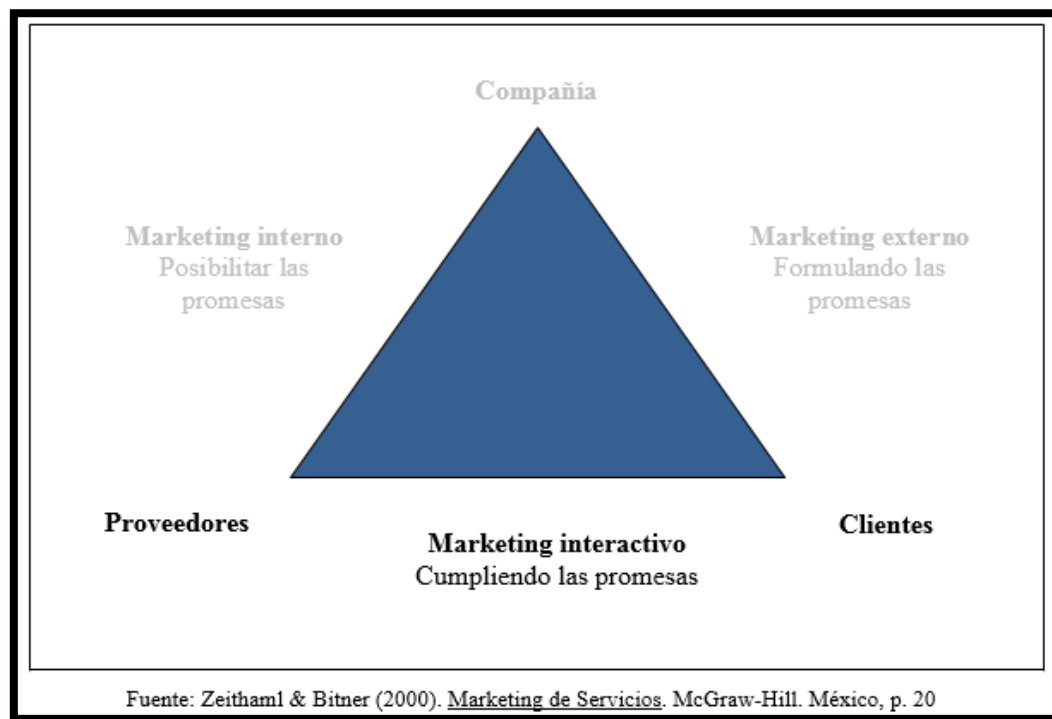 Compañía
Marketing interno
Posibilitar las
promesas
Marketing externo
Formulando las
promesas
Proveedores
Marketing interactivo
Cumpliendo las promesas
Clientes
Fuente: Zeithaml & Bitner (2000). Marketing de Servicios. McGraw-Hill. México, p. 20